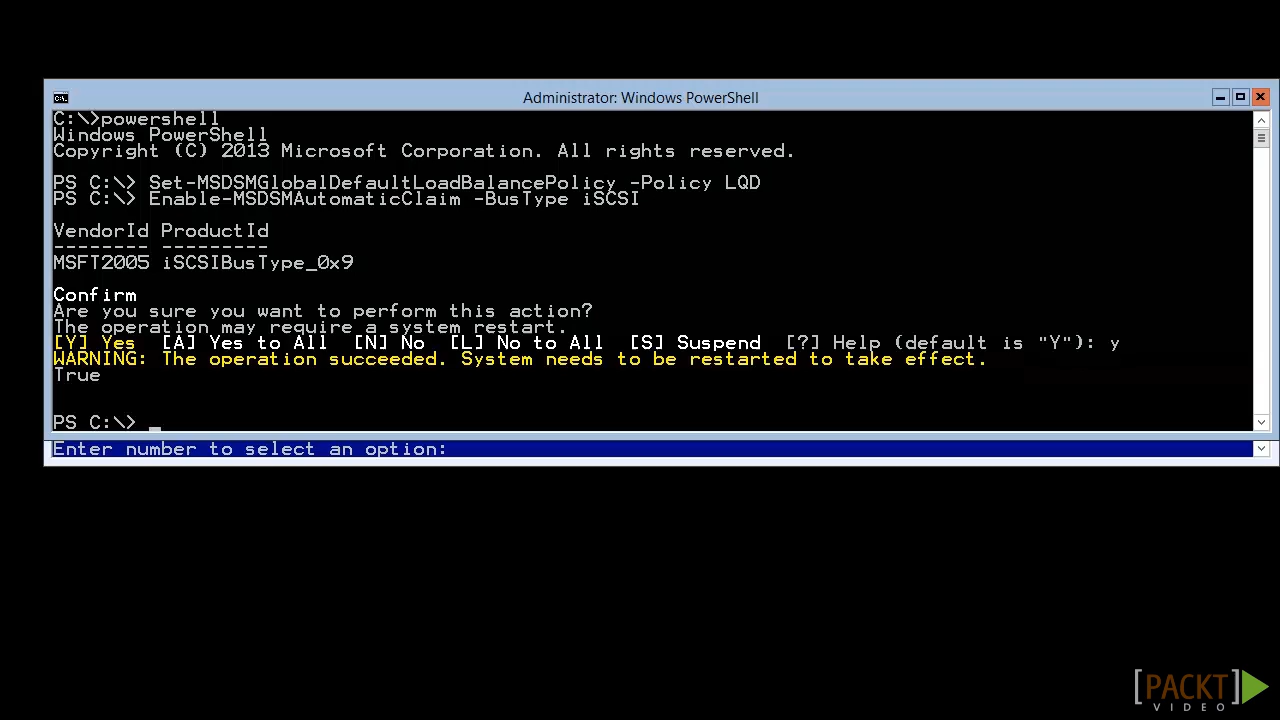 Administrator: Windows PowerShell
C:\>powershell
Windows PowerShell
Copyright (C) 2013 Microsoft Corporation. All rights reserved.
PS C:\> Set-MSDSMGlobalDefaultLoadBalancePolicy -Policy LQD
PS C:\> Enable-MSDSMAutomaticClaim -BusType iSCSI
VendorId ProductId
-------- ---------
MSFT2005 iSCSIBusType_0x9
Confirm
Are you sure you want to perform this action?
The operation may require a system restart.
[Y] Yes  [A] Yes to All  [N] No  [L] No to All  [S] Suspend  [?] Help (default is "Y"): y
WARNING: The operation succeeded. System needs to be restarted to take effect.
True
PS C:\> _
Enter number to select an option:
[PACKT]
VIDEO